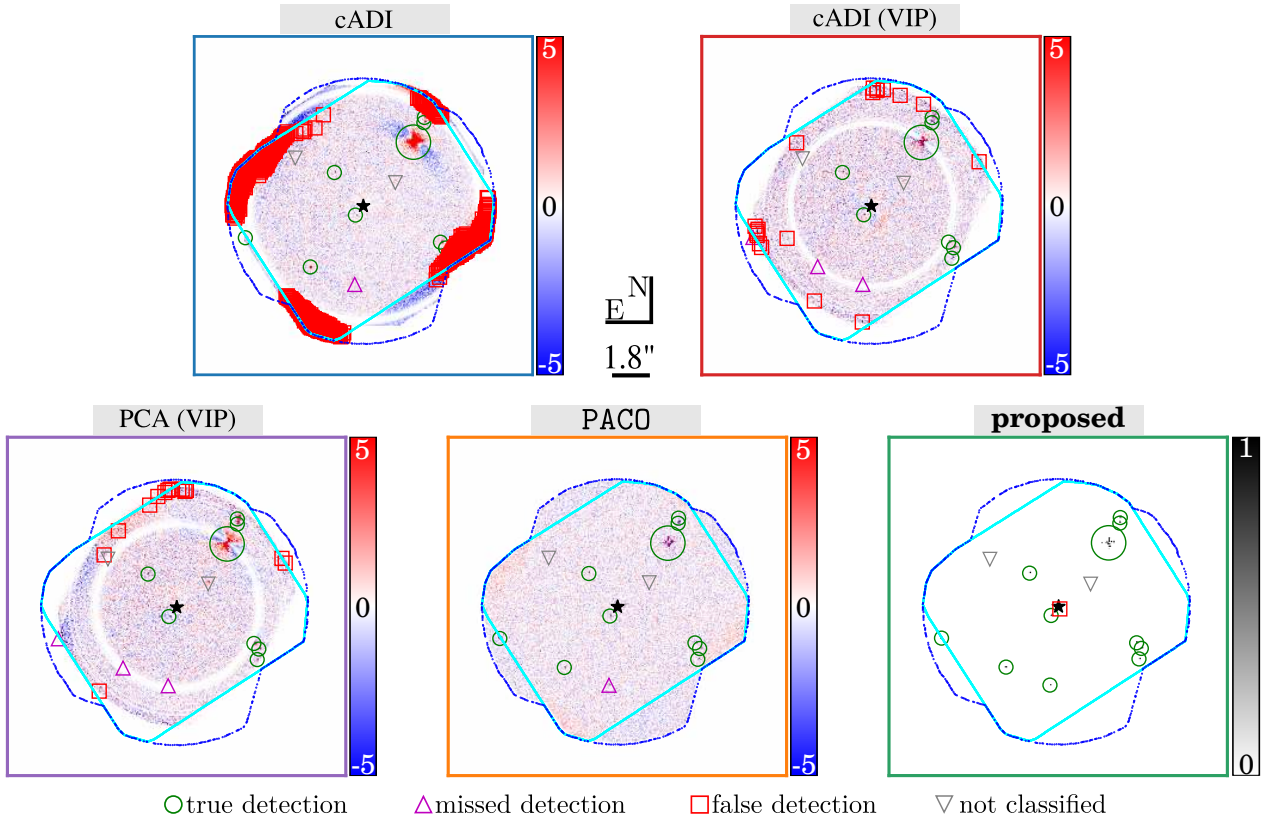 cADI
cADI (VIP)
5
0
-5
N
E
1.8"
5
0
-5
PCA (VIP)
PACO
proposed
5
0
-5
5
0
-5
1
0
true detection
missed detection
false detection
not classified